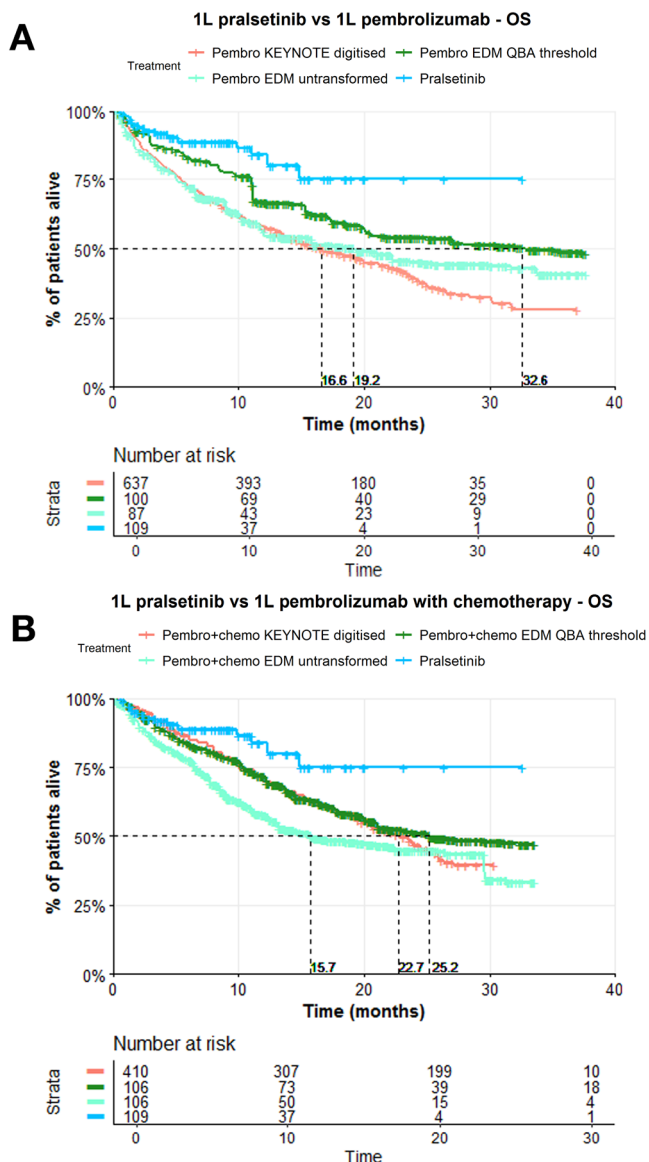 A
1L pralsetinib vs 1L pembrolizumab - OS
Treatment
Pembro KEYNOTE digitised
Pembro EDM QBA threshold
Pembro EDM untransformed
Pralsetinib
% of patients alive
100%
75%
50%
25%
0%
16.6
19.2
32.6
0
10
20
30
40
Time (months)
Number at risk
Strata
637 393 180 35 0
100 69 40 29 0
87 43 23 9 0
109 37 4 1 0
0 10 20 30 40
Time
1L pralsetinib vs 1L pembrolizumab with chemotherapy - OS
B
Treatment
Pembro+chemo KEYNOTE digitised
Pembro+chemo EDM QBA threshold
Pembro+chemo EDM untransformed
Pralsetinib
% of patients alive
100%
75%
50%
25%
0%
15.7
22.7
25.2
0
10
20
30
40
Time (months)
Number at risk
Strata
410 307 199 10
106 73 39 18
106 50 15 4
109 37 4 1
0 10 20 30
Time